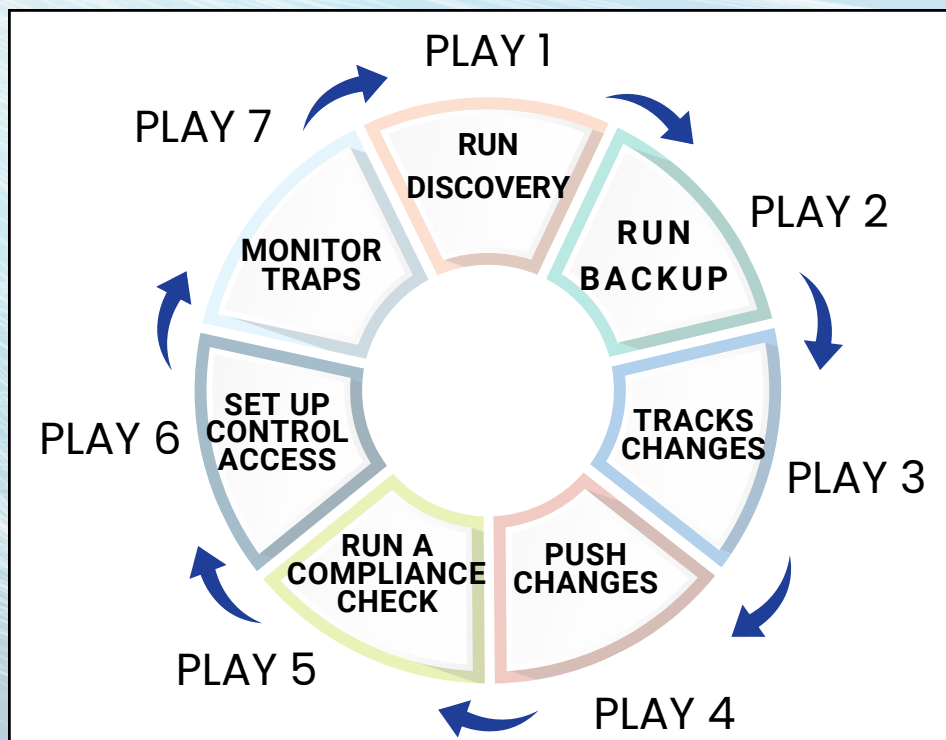 PLAY 1
RUN
DISCOVERY
PLAY 2
RUN
BACKUP
PLAY 3
TRACKS
CHANGES
PLAY 4
PUSH
CHANGES
PLAY 5
RUN A
COMPLIANCE
CHECK
PLAY 6
SET UP
CONTROL
ACCESS
PLAY 7
MONITOR
TRAPS